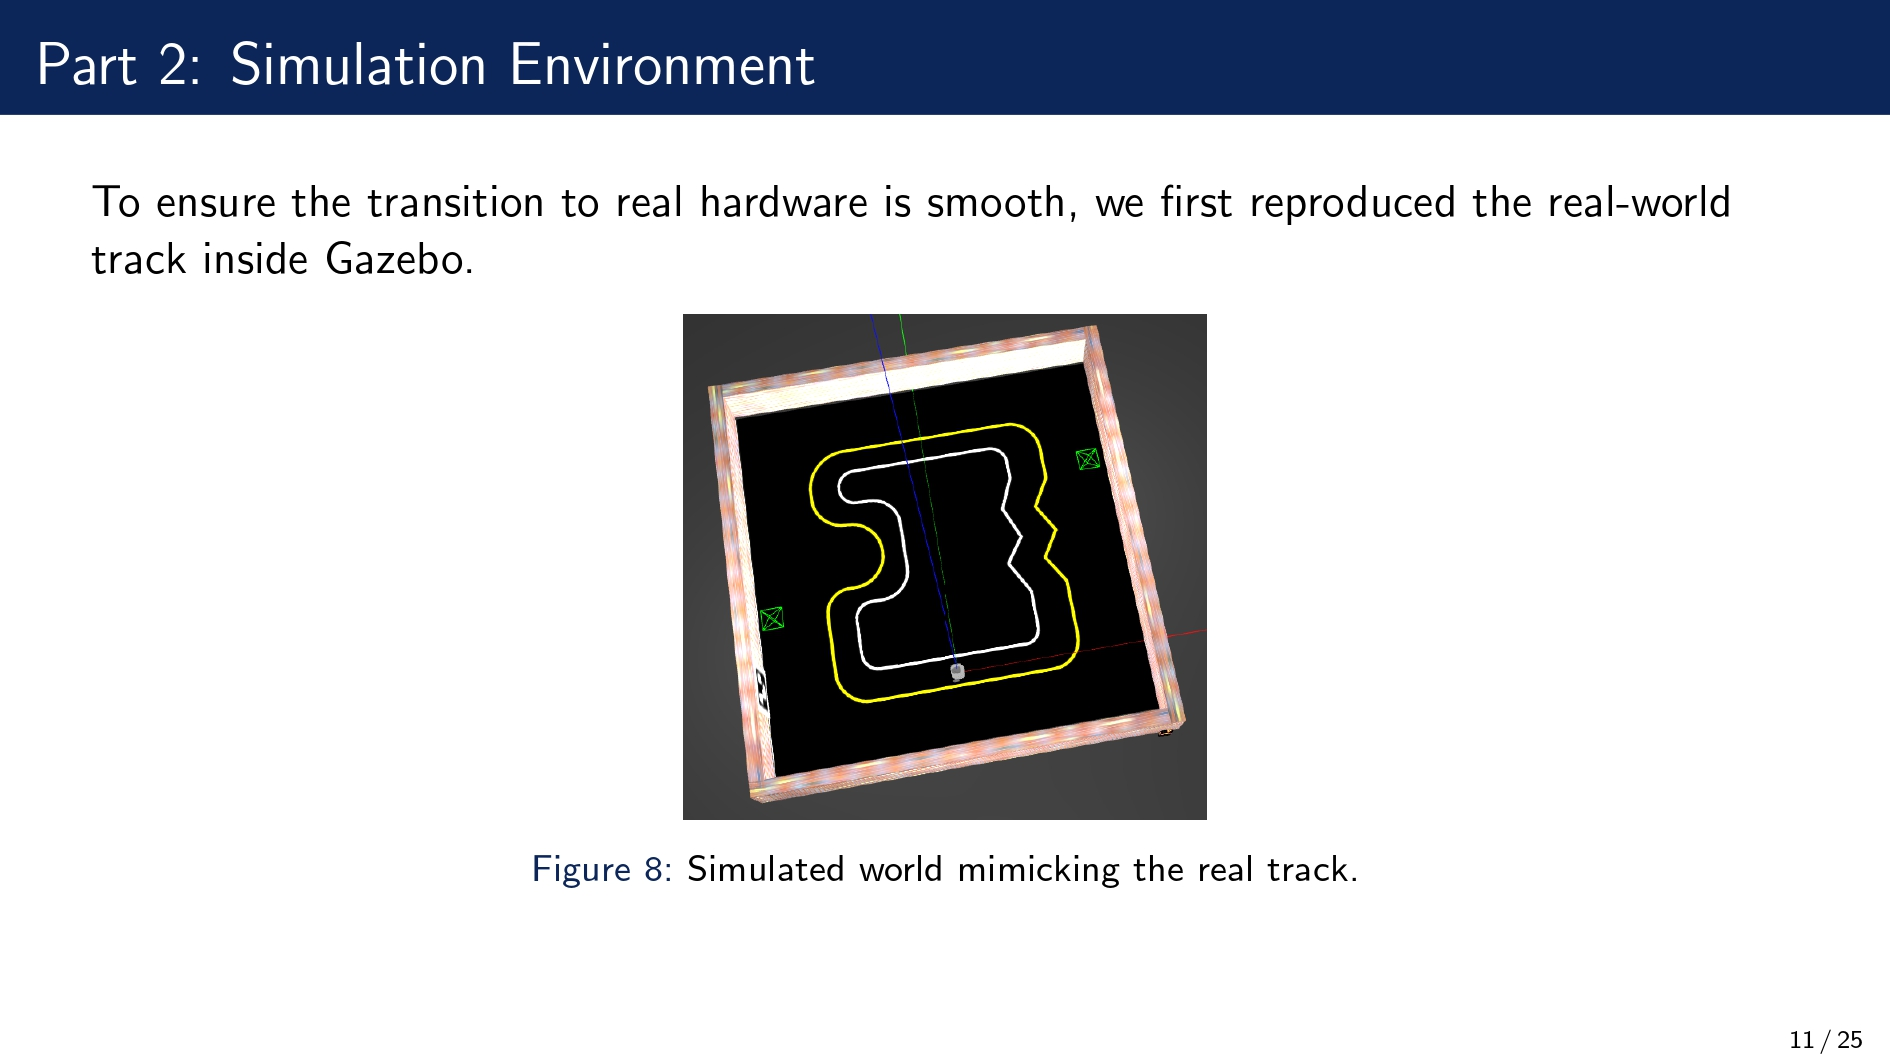 Part 2: Simulation Environment
To ensure the transition to real hardware is smooth, we first reproduced the real-world
track inside Gazebo.
Figure 8: Simulated world mimicking the real track.
11 / 25